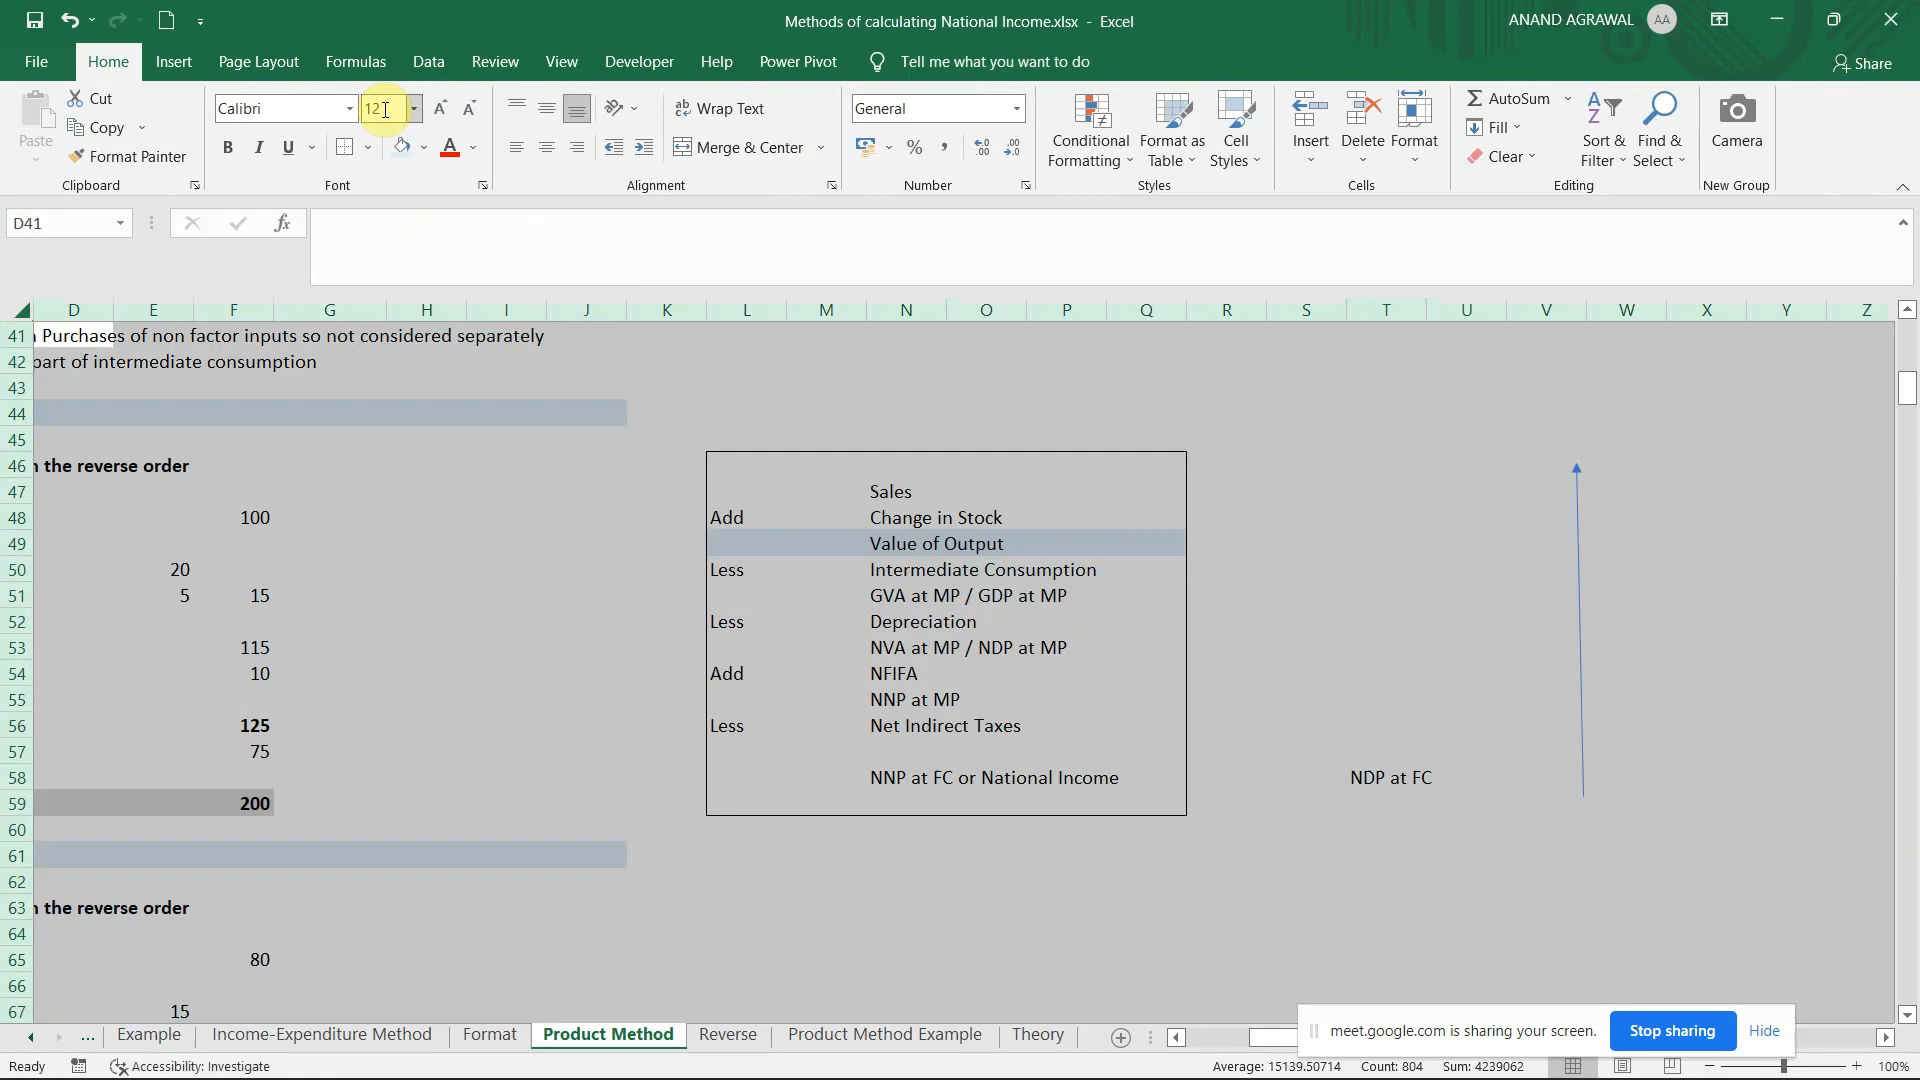 Methods of calculating National Income.xlsx - Excel
ANAND AGRAWAL AA
File Home Insert Page Layout Formulas Data Review View Developer Help Power Pivot Tell me what you want to do Share
Paste
Cut
Copy
Format Painter
Clipboard
Calibri 12
B I U A
Font
Wrap Text
Merge & Center
Alignment
General
% ,
Number
Conditional Formatting
Format as Table
Cell Styles
Styles
Insert
Delete
Format
Cells
AutoSum
Fill
Clear
Sort & Filter
Find & Select
Editing
Camera
New Group
D41 fx
D E F G H I J K L M N O P Q R S T U V W X Y Z
41 Purchases of non factor inputs so not considered separately
42 part of intermediate consumption
43
44
45
46 the reverse order
47 Sales
48 100 Add Change in Stock
49 Value of Output
50 20 Less Intermediate Consumption
51 5 15 GVA at MP / GDP at MP
52 Less Depreciation
53 115 NVA at MP / NDP at MP
54 10 Add NFIFA
55 NNP at MP
56 125 Less Net Indirect Taxes
57 75
58 NNP at FC or National Income NDP at FC
59 200
60
61
62
63 the reverse order
64
65 80
66
67 15
... Example Income-Expenditure Method Format Product Method Reverse Product Method Example Theory
meet.google.com is sharing your screen. Stop sharing Hide
Ready Accessibility: Investigate Average: 15139.50714 Count: 804 Sum: 4239062 100%